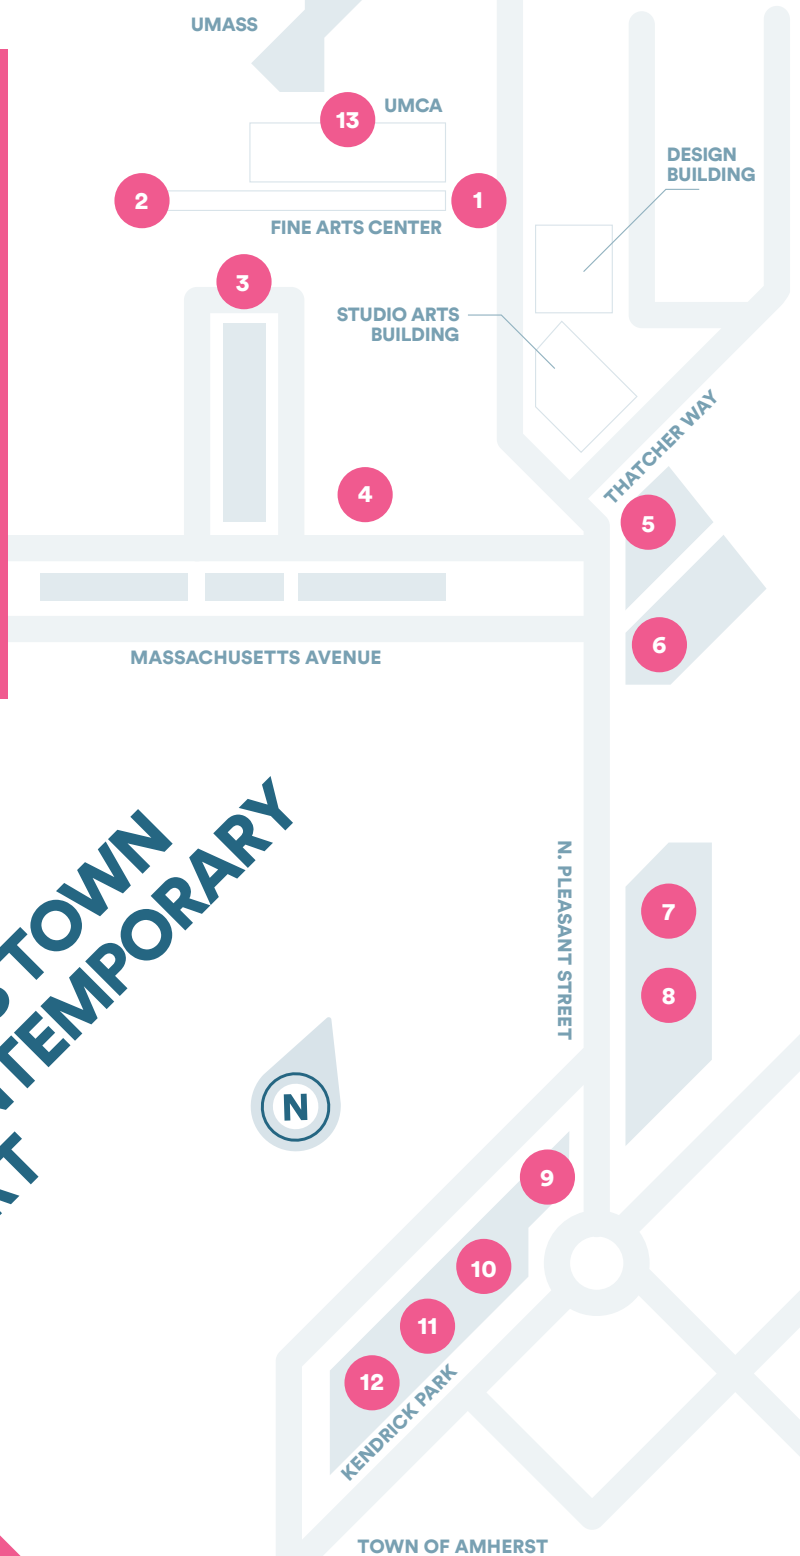 UMASS
UMCA
13
DESIGN
BUILDING
2
1
FINE ARTS CENTER
3
STUDIO ARTS
BUILDING
THATCHER WAY
4
5
6
MASSACHUSETTS AVENUE
TOWN
TEMPORARY
N. PLEASANT STREET
7
8
N
9
10
11
12
KENDRICK PARK
TOWN OF AMHERST